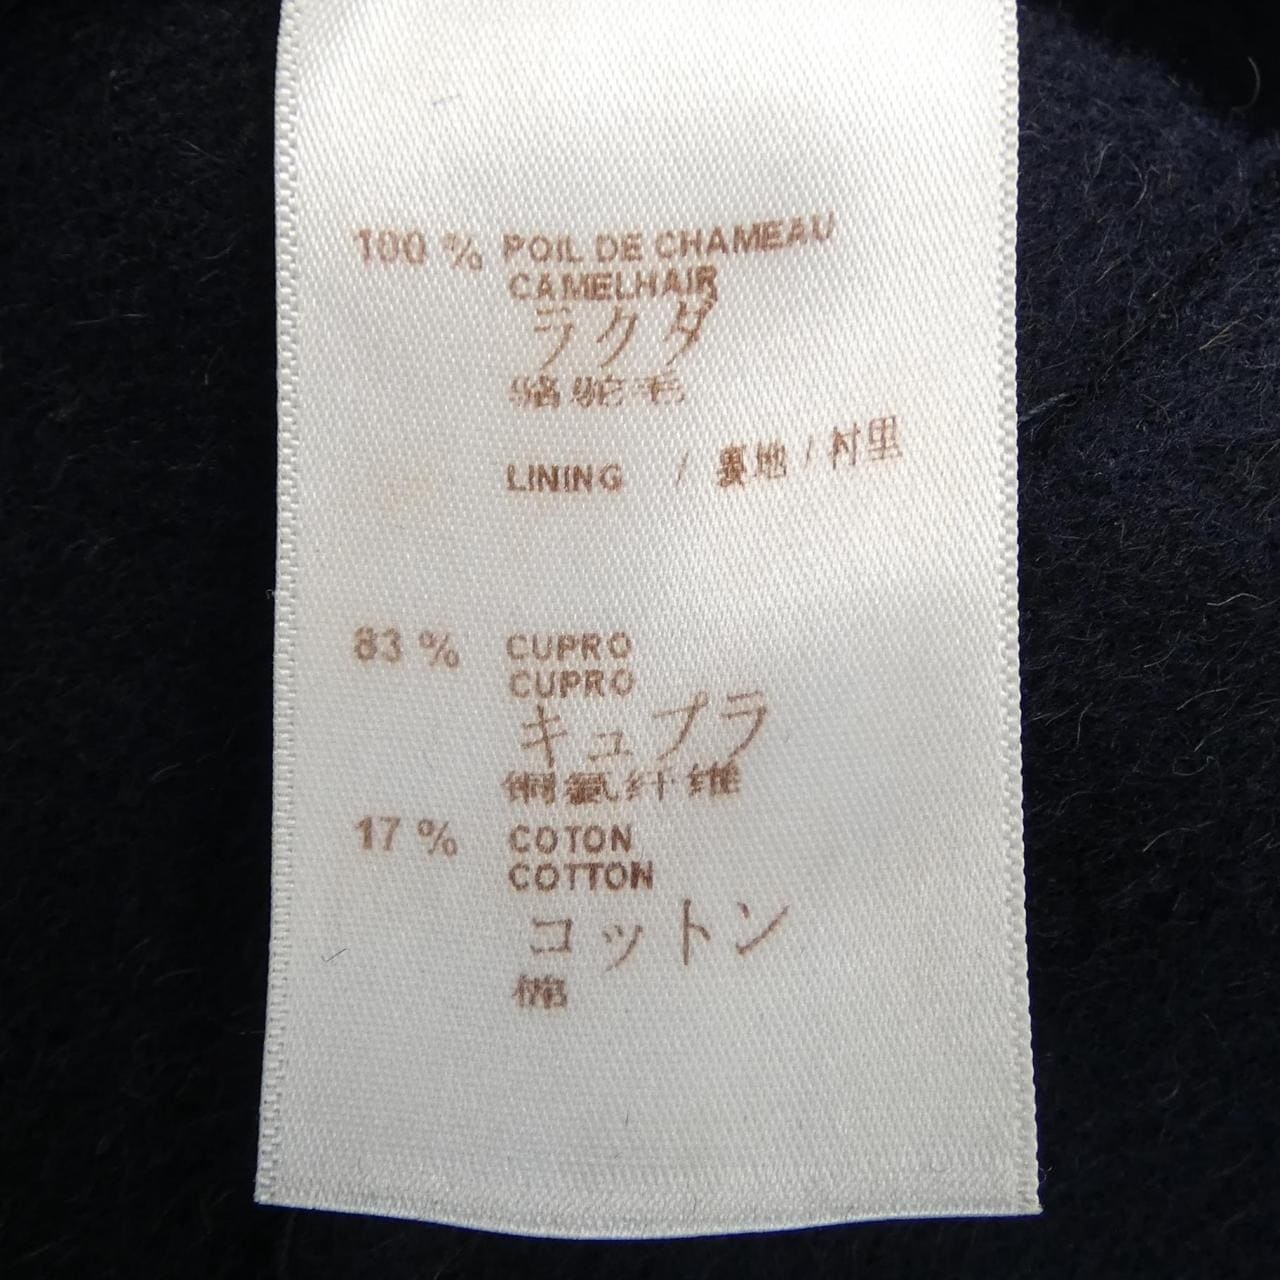 100 % POIL DE CHAMEAU
CAMELHAIR
ラクダ
骆驼毛
LINING / 裏地 / 衬里
83 % CUPRO
CUPRO
キュプラ
铜氨纤维
17 % COTON
COTTON
コットン
棉